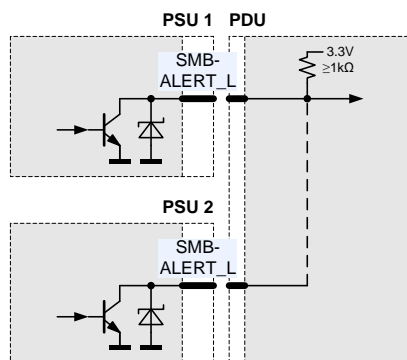 PSU 1
PDU
SMB-
ALERT_L
3.3V
≥1kΩ
PSU 2
SMB-
ALERT_L